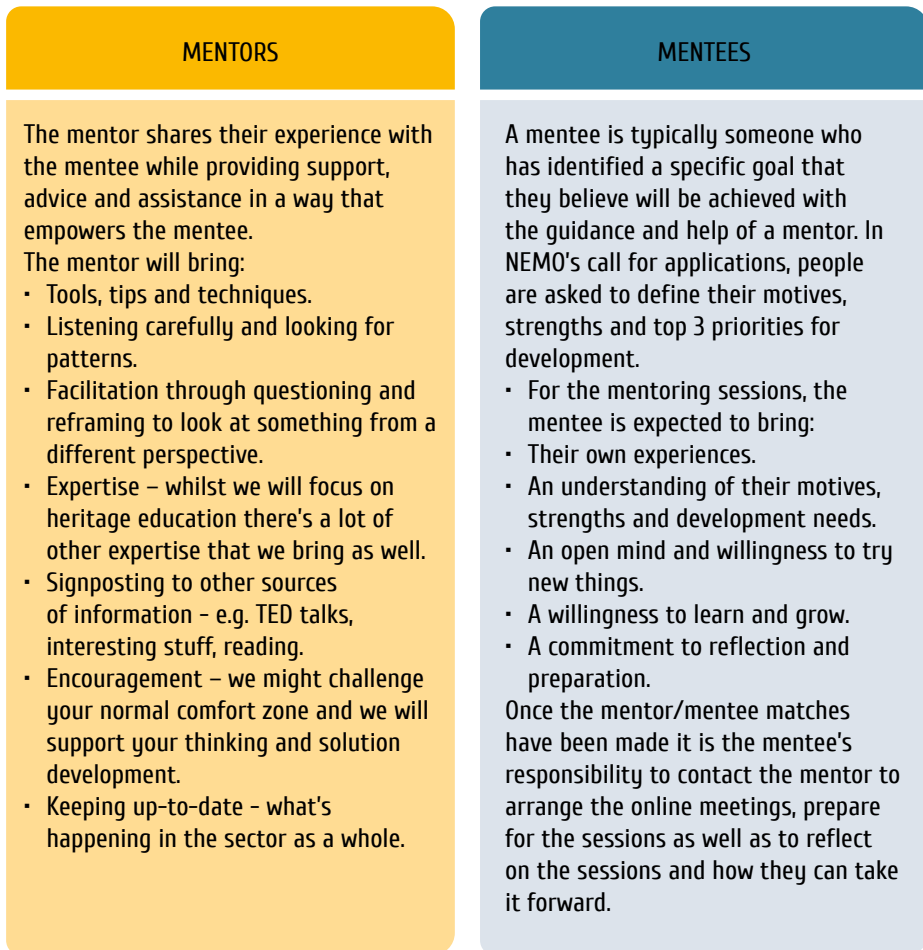 MENTORS
The mentor shares their experience with
the mentee while providing support,
advice and assistance in a way that
empowers the mentee.
The mentor will bring:
· Tools, tips and techniques.
· Listening carefully and looking for
patterns.
· Facilitation through questioning and
reframing to look at something from a
different perspective.
· Expertise – whilst we will focus on
heritage education there's a lot of
other expertise that we bring as well.
· Signposting to other sources
of information - e.g. TED talks,
interesting stuff, reading.
· Encouragement – we might challenge
your normal comfort zone and we will
support your thinking and solution
development.
· Keeping up-to-date - what's
happening in the sector as a whole.
MENTEES
A mentee is typically someone who
has identified a specific goal that
they believe will be achieved with
the guidance and help of a mentor. In
NEMO's call for applications, people
are asked to define their motives,
strengths and top 3 priorities for
development.
· For the mentoring sessions, the
mentee is expected to bring:
· Their own experiences.
· An understanding of their motives,
strengths and development needs.
· An open mind and willingness to try
new things.
· A willingness to learn and grow.
· A commitment to reflection and
preparation.
Once the mentor/mentee matches
have been made it is the mentee's
responsibility to contact the mentor to
arrange the online meetings, prepare
for the sessions as well as to reflect
on the sessions and how they can take
it forward.